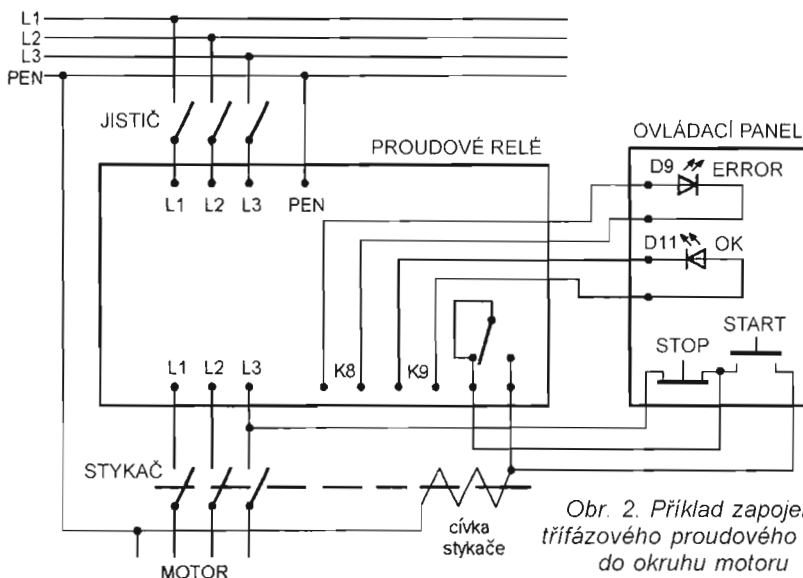 L1
L2
L3
PEN
JISTIČ
PROUDOVÉ RELÉ
OVLÁDACÍ PANEL
L1 L2 L3 PEN
D9 ERROR
D11 OK
START
STOP
L1 L2 L3 K8 K9
STYKAČ
cívka
stykače
MOTOR
Obr. 2. Příklad zapoje
třífázového proudového
do okruhu motoru